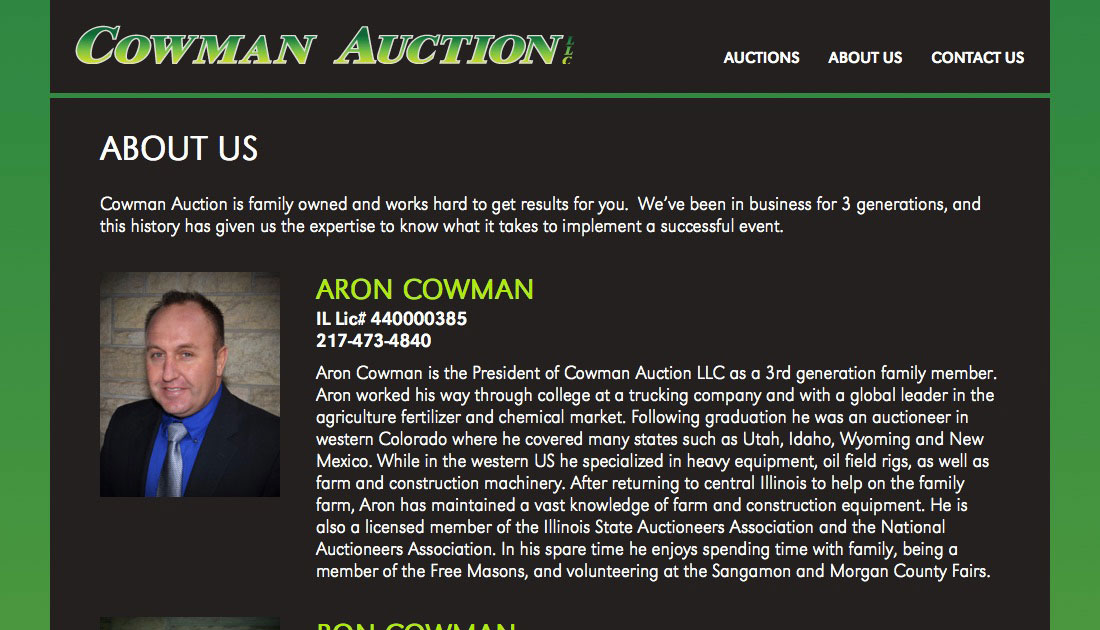 COWMAN AUCTION LLC
AUCTIONS ABOUT US CONTACT US
ABOUT US
Cowman Auction is family owned and works hard to get results for you.  We've been in business for 3 generations, and
this history has given us the expertise to know what it takes to implement a successful event.
ARON COWMAN
IL Lic# 440000385
217-473-4840
Aron Cowman is the President of Cowman Auction LLC as a 3rd generation family member.
Aron worked his way through college at a trucking company and with a global leader in the
agriculture fertilizer and chemical market. Following graduation he was an auctioneer in
western Colorado where he covered many states such as Utah, Idaho, Wyoming and New
Mexico. While in the western US he specialized in heavy equipment, oil field rigs, as well as
farm and construction machinery. After returning to central Illinois to help on the family
farm, Aron has maintained a vast knowledge of farm and construction equipment. He is
also a licensed member of the Illinois State Auctioneers Association and the National
Auctioneers Association. In his spare time he enjoys spending time with family, being a
member of the Free Masons, and volunteering at the Sangamon and Morgan County Fairs.
RON COWMAN